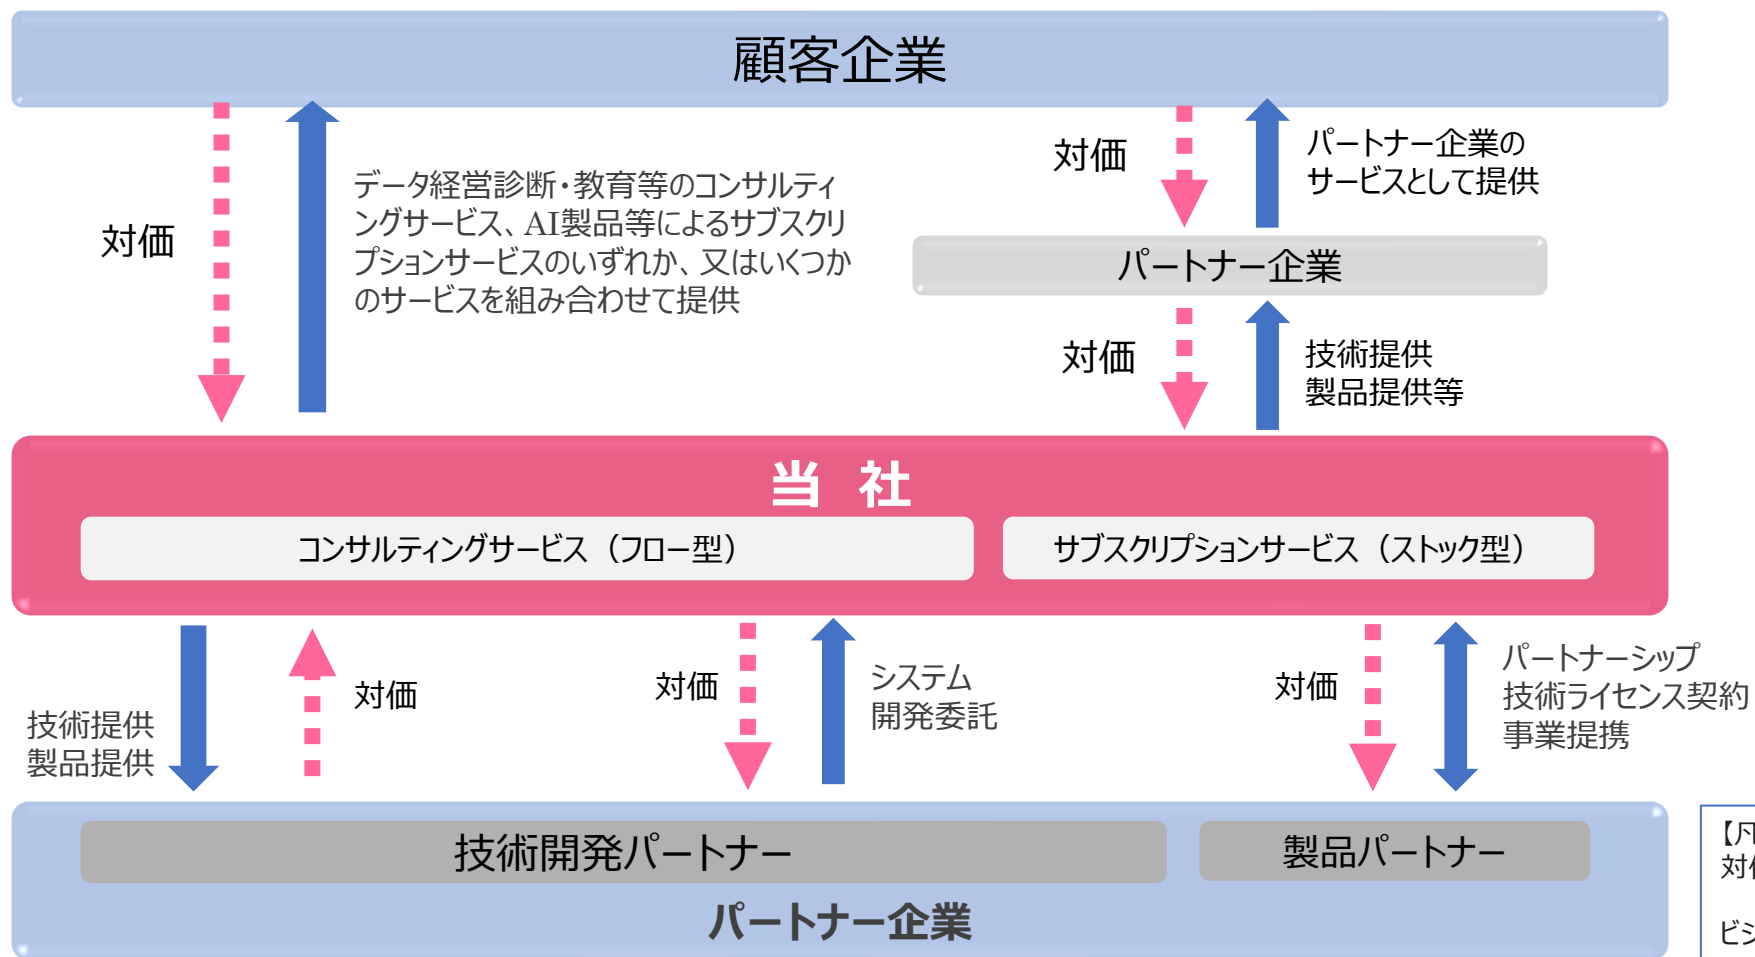 顧客企業
対価
データ経営診断・教育等のコンサルティ
ングサービス、AI製品等によるサブスクリ
プションサービスのいずれか、又はいくつか
のサービスを組み合わせて提供
対価
パートナー企業の
サービスとして提供
パートナー企業
対価
技術提供
製品提供等
当 社
コンサルティングサービス（フロー型）
サブスクリプションサービス（ストック型）
技術提供
製品提供
対価
対価
システム
開発委託
対価
パートナーシップ
技術ライセンス契約
事業提携
技術開発パートナー
製品パートナー
パートナー企業
【凡
対
ビジ